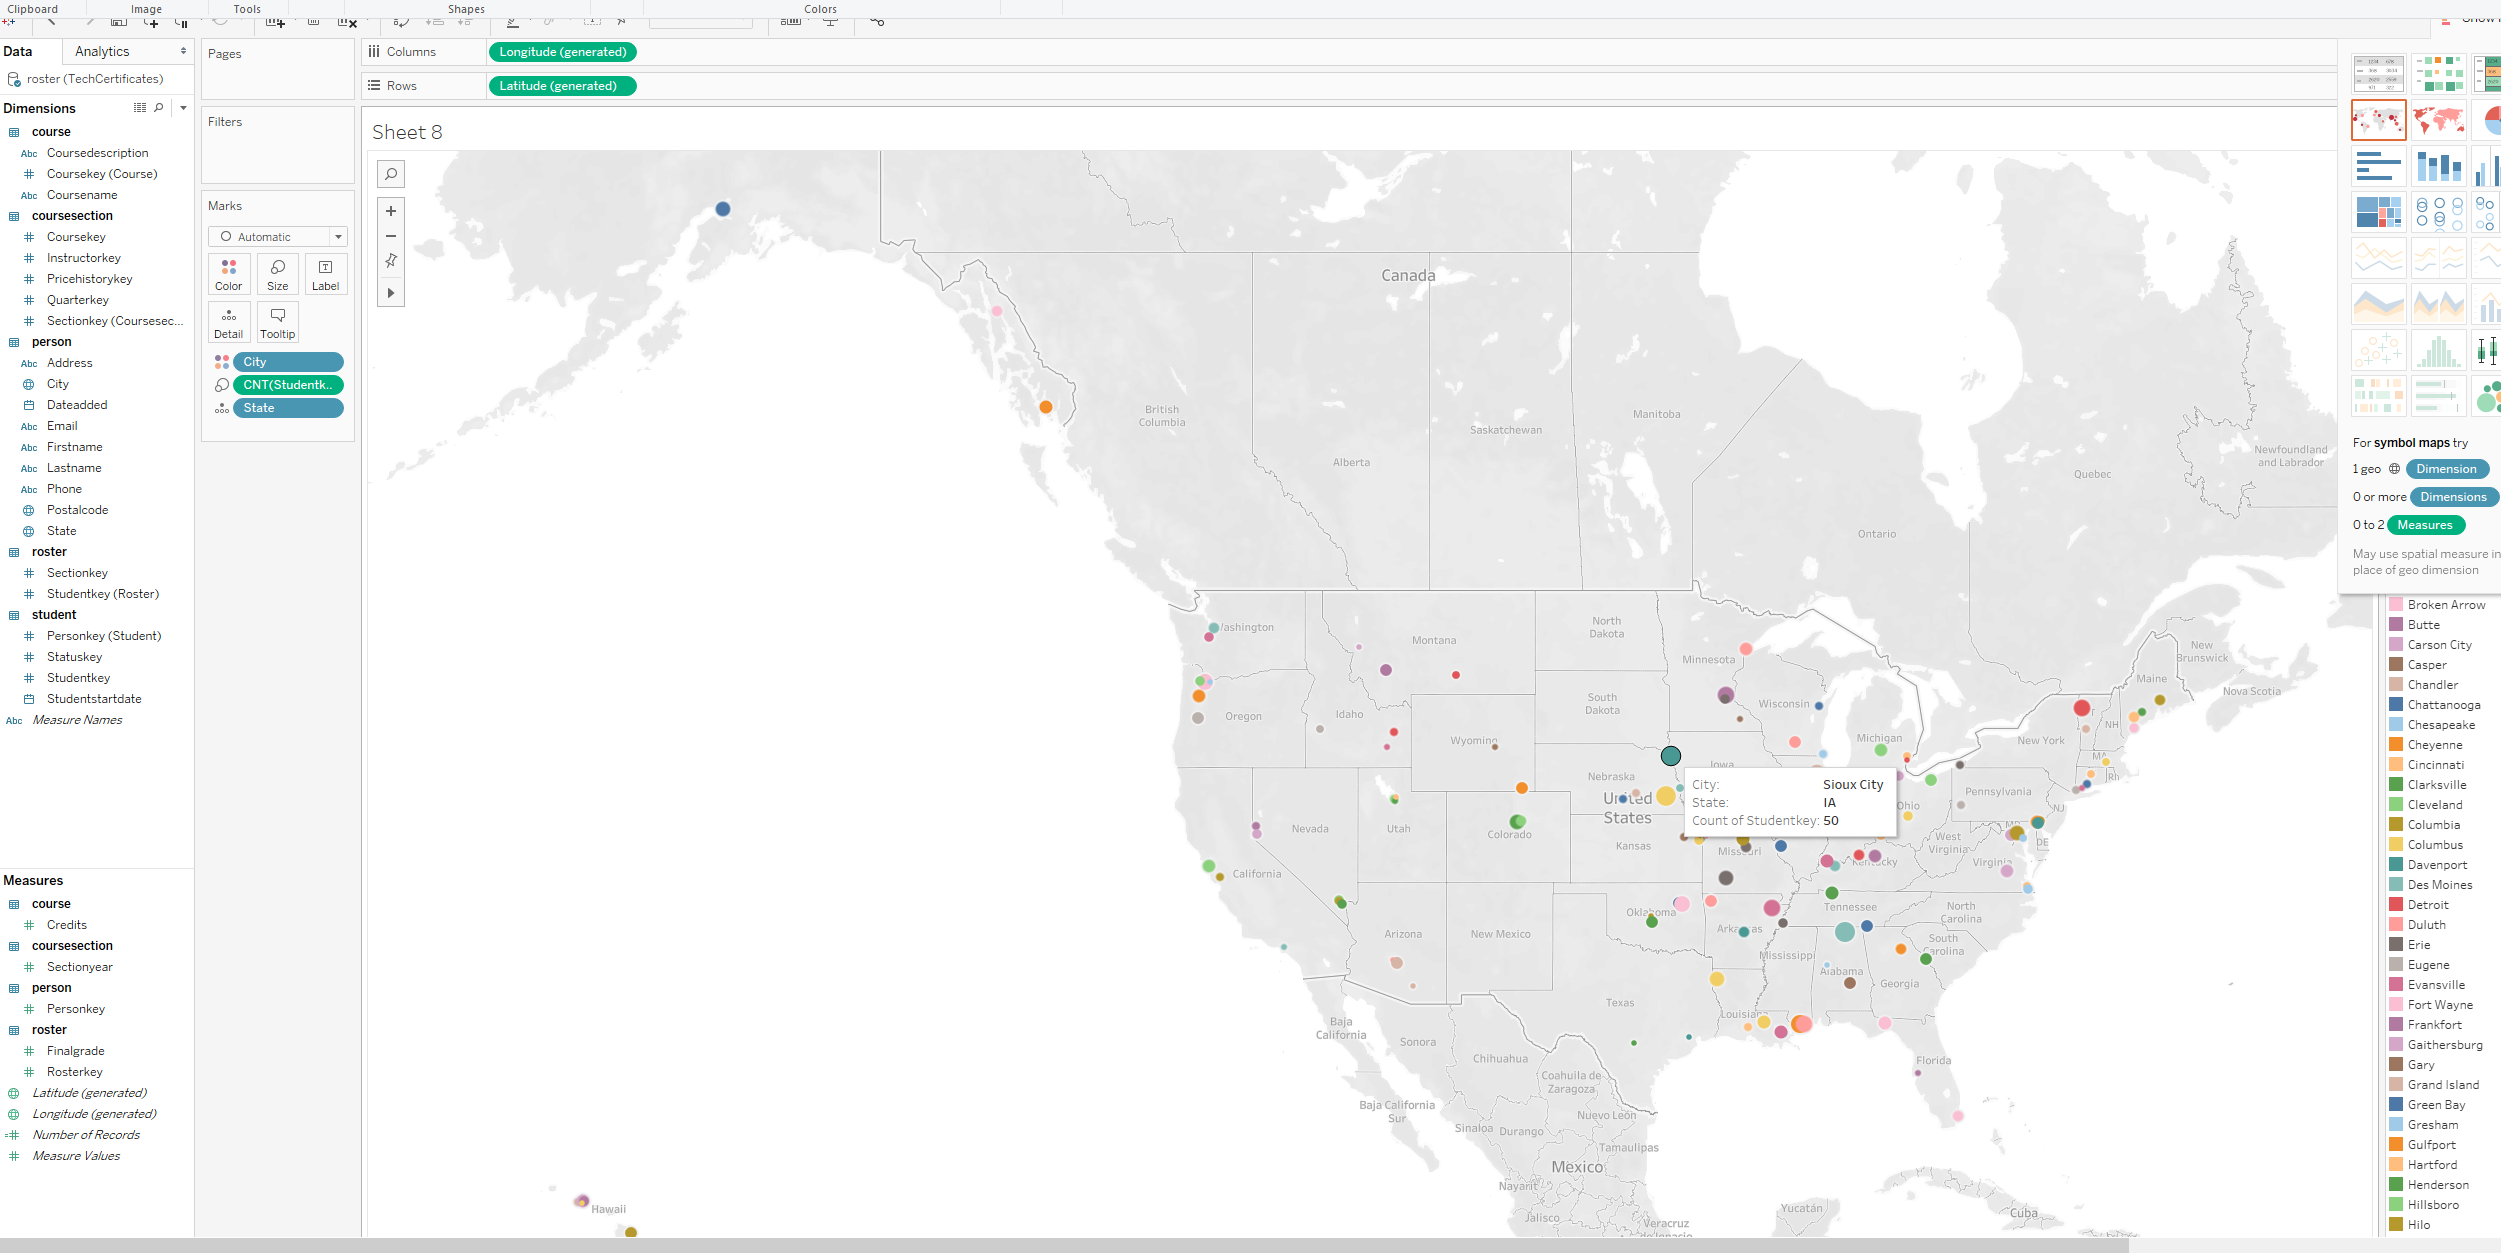 Clipboard
Image
Tools
Shapes
Colors
Data
Analytics
roster (TechCertificates)
Dimensions
course
Abc Coursedescription
# Coursekey (Course)
Abc Coursename
coursesection
# Coursekey
# Instructorkey
# Pricehistorykey
# Quarterkey
# Sectionkey (Coursesec...
person
Abc Address
City
Dateadded
Abc Email
Abc Firstname
Abc Lastname
Abc Phone
Postalcode
State
roster
# Sectionkey
# Studentkey (Roster)
student
# Personkey (Student)
# Statuskey
# Studentkey
Studentstartdate
Abc Measure Names
Measures
course
# Credits
coursesection
# Sectionyear
person
# Personkey
roster
# Finalgrade
# Rosterkey
Latitude (generated)
Longitude (generated)
=# Number of Records
# Measure Values
Pages
Filters
Marks
Automatic
Color
Size
T
Label
Detail
Tooltip
City
CNT(Studentk..
State
Columns
Longitude (generated)
Rows
Latitude (generated)
Sheet 8
Canada
British
Columbia
Alberta
Saskatchewan
Manitoba
Ontario
Quebec
Newfoundland
and Labrador
New
Brunswick
Nova Scotia
Maine
Washington
Montana
North
Dakota
Minnesota
Oregon
Idaho
Wyoming
South
Dakota
Wisconsin
Michigan
New York
NH
MA
Nebraska
Iowa
United
States
Nevada
Utah
Colorado
Kansas
Missouri
Ohio
Pennsylvania
NJ
West
Virginia
DE
Virginia
Kentucky
California
Arizona
New Mexico
Oklahoma
Arkansas
Tennessee
North
Carolina
South
Carolina
Mississippi
Alabama
Georgia
Texas
Louisiana
Florida
Hawaii
Baja
California
Sonora
Chihuahua
Coahuila de
Zaragoza
Baja California
Sur
Nuevo León
Sinaloa
Durango
Tamaulipas
Mexico
Nayarit
Jalisco
Veracruz
de Ignacio
Yucatán
Cuba
City: Sioux City
State: IA
Count of Studentkey: 50
For symbol maps try
1 geo Dimension
0 or more Dimensions
0 to 2 Measures
May use spatial measure in
place of geo dimension
Broken Arrow
Butte
Carson City
Casper
Chandler
Chattanooga
Chesapeake
Cheyenne
Cincinnati
Clarksville
Cleveland
Columbia
Columbus
Davenport
Des Moines
Detroit
Duluth
Erie
Eugene
Evansville
Fort Wayne
Frankfort
Gaithersburg
Gary
Grand Island
Green Bay
Gresham
Gulfport
Hartford
Henderson
Hillsboro
Hilo